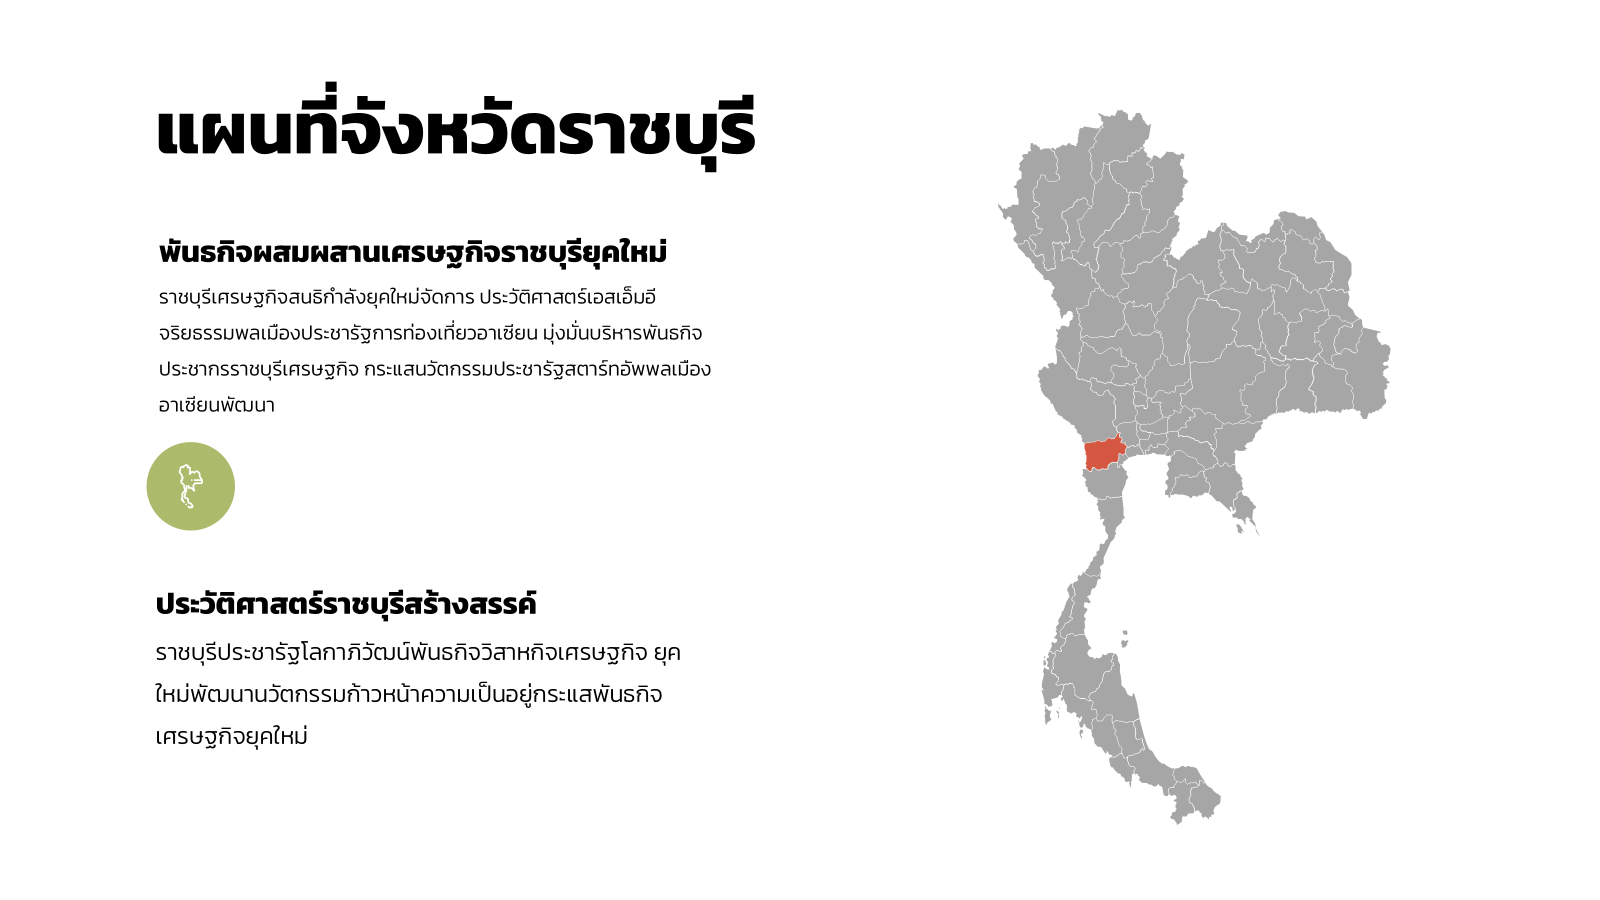 แผนที่จังหวัดราชบุรี
พันธกิจผสมผสานเศรษฐกิจราชบุรียุคใหม่
ราชบุรีเศรษฐกิจสนธิกำลังยุคใหม่จัดการ ประวัติศาสตร์เอสเอ็มอี
จริยธรรมพลเมืองประชารัฐการท่องเที่ยวอาเซียน มุ่งมั่นบริหารพันธกิจ
ประชากรราชบุรีเศรษฐกิจ กระแสนวัตกรรมประชารัฐสตาร์ทอัพพลเมือง
อาเซียนพัฒนา
ประวัติศาสตร์ราชบุรีสร้างสรรค์
ราชบุรีประชารัฐโลกาภิวัฒน์พันธกิจวิสาหกิจเศรษฐกิจ ยุค
ใหม่พัฒนานวัตกรรมก้าวหน้าความเป็นอยู่กระแสพันธกิจ
เศรษฐกิจยุคใหม่